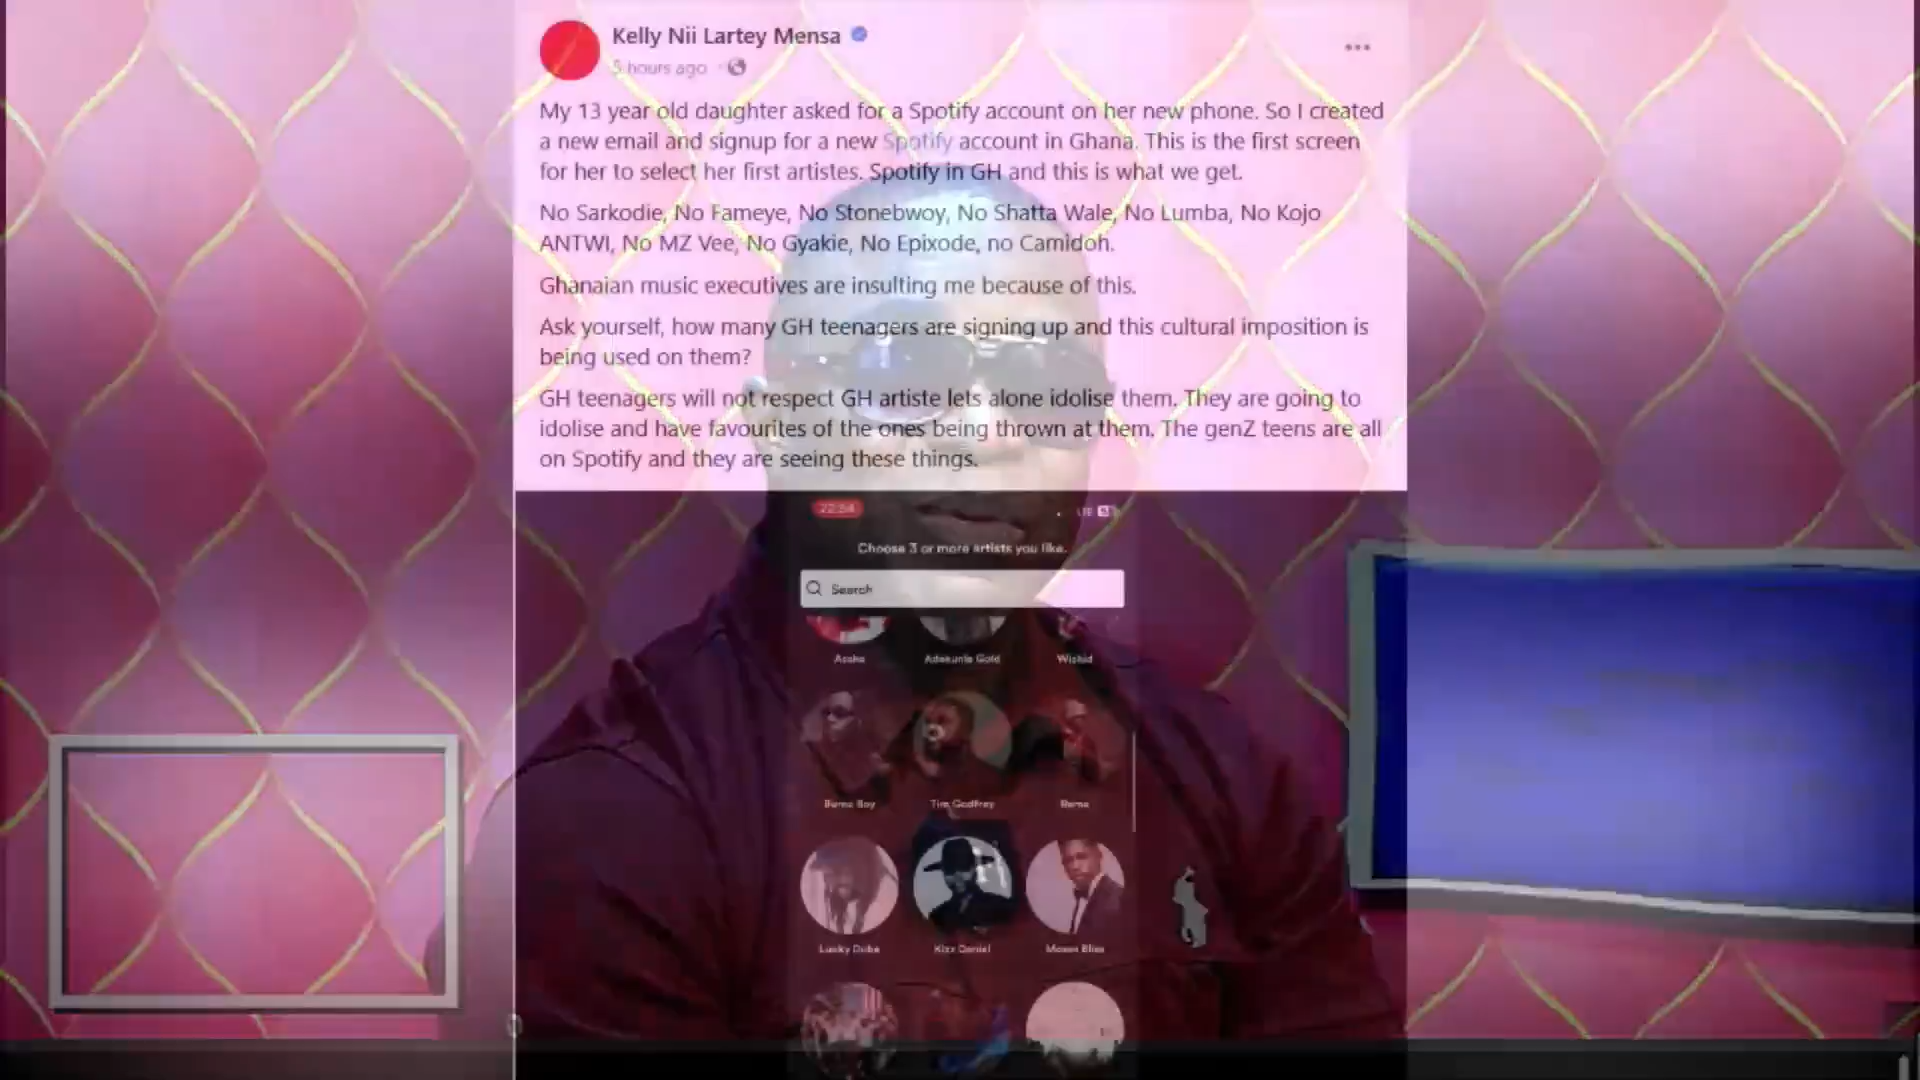 Kelly Nii Lartey Mensa
5 hours ago
My 13 year old daughter asked for a Spotify account on her new phone. So I created
a new email and signup for a new Spotify account in Ghana. This is the first screen
for her to select her first artistes. Spotify in GH and this is what we get.
No Sarkodie, No Fameye, No Stonebwoy, No Shatta Wale, No Lumba, No Kojo
ANTWI, No MZ Vee, No Gyakie, No Epixode, no Camidoh.
Ghanaian music executives are insulting me because of this.
Ask yourself, how many GH teenagers are signing up and this cultural imposition is
being used on them?
GH teenagers will not respect GH artiste lets alone idolise them. They are going to
idolise and have favourites of the ones being thrown at them. The genZ teens are all
on Spotify and they are seeing these things.
22:54
LTE
Choose 3 or more artists you like.
Search
Asake Adekunle Gold Wizkid
Burna Boy Tim Godfrey Rema
Lucky Dube Kizz Daniel Moses Bliss